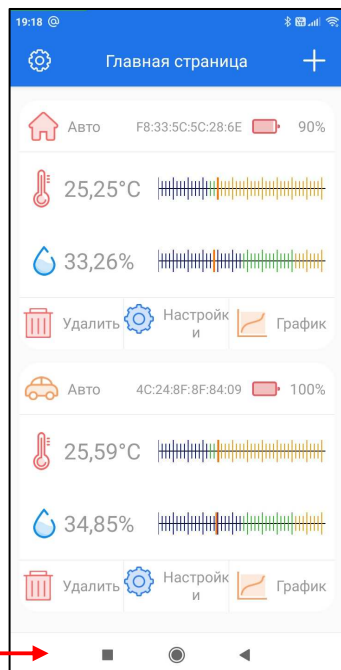 19:18 @
Главная страница
Авто F8:33:5C:5C:28:6E 90%
25,25°C
33,26%
Удалить Настройк
и График
Авто 4C:24:8F:8F:84:09 100%
25,59°C
34,85%
Удалить Настройк
и График